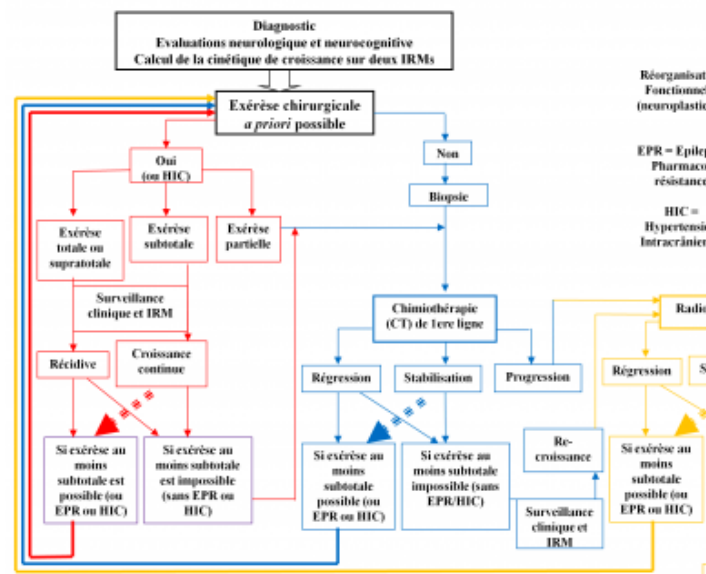 Diagnostic
Evaluations neurologique et neurocognitive
Calcul de la cinétique de croissance sur deux IRMs
Exérèse chirurgicale
a priori possible
Oui
(ou HIC)
Non
Biopsie
Exérèse
totale ou
supratotale
Exérèse
subtotale
Exérèse
partielle
Surveillance
clinique et IRM
Récidive
Croissance
continue
Si exérèse au
moins
subtotale est
possible (ou
EPR ou HIC)
Si exérèse au
moins subtotale
est impossible
(sans EPR ou
HIC)
Chimiothérapie
(CT) de 1ere ligne
Régression
Stabilisation
Progression
Si exérèse au
moins
subtotale
possible (ou
EPR ou HIC)
Si exérèse au
moins subtotale
impossible (sans
EPR/HIC)
Surveillance
clinique et
IRM
Re-
croissance
Radio
Régression
S
Si exérèse au
moins
subtotale
possible (ou
EPR ou HIC)
Réorganisat
Fonctionnel
(neuroplastic
EPR = Epilep
Pharmaco
résistance
HIC =
Hypertensio
Intracrânien